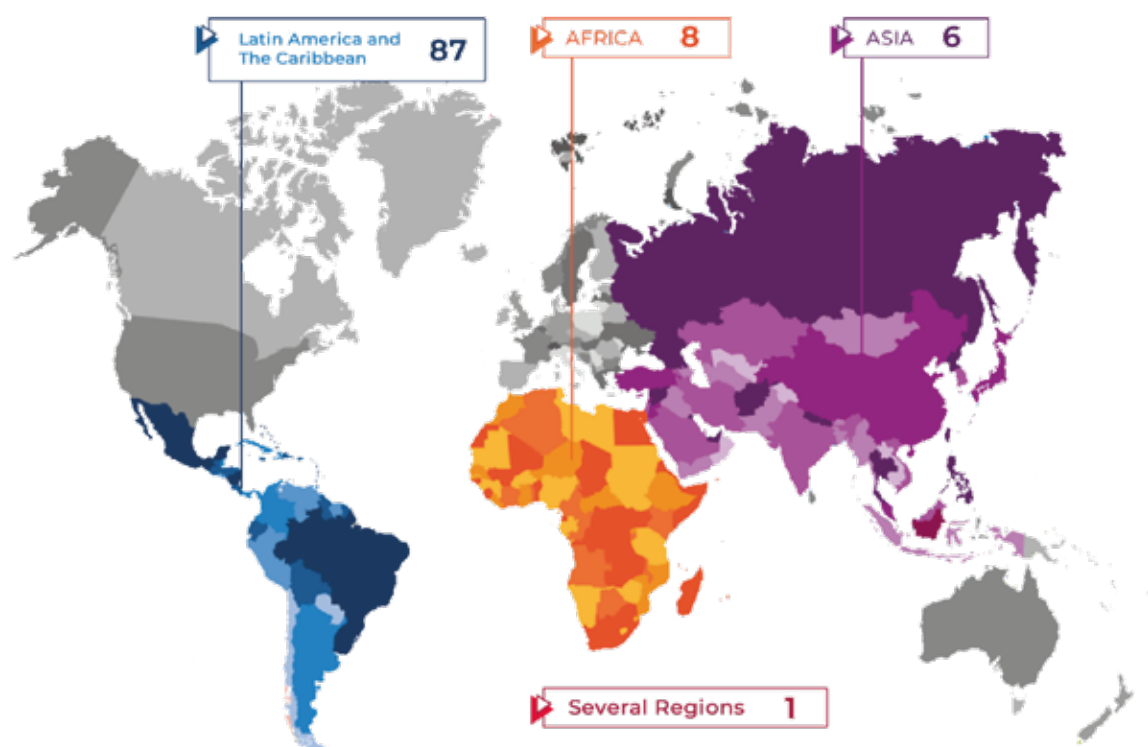 Latin America and
The Caribbean
87
AFRICA 8
ASIA 6
Several Regions 1